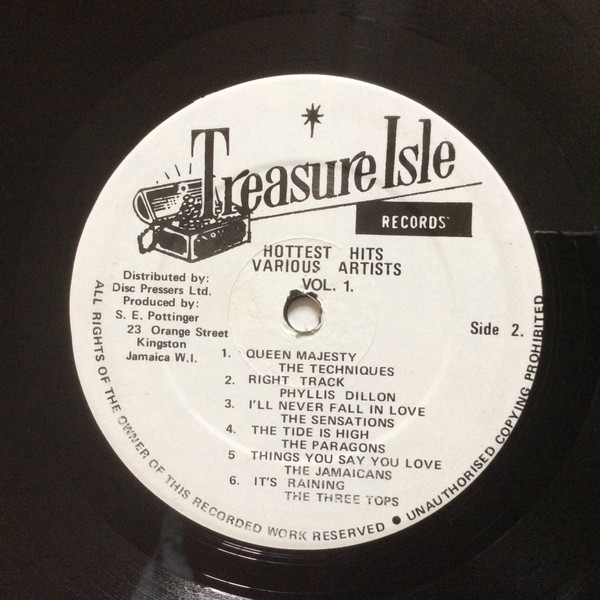 Treasure Isle
RECORDS
HOTTEST HITS
VARIOUS ARTISTS
VOL. 1.
Distributed by:
Disc Pressers Ltd.
Produced by:
S. E. Pottinger
23 Orange Street
Kingston
Jamaica W.I.
Side 2.
1. QUEEN MAJESTY
THE TECHNIQUES
2. RIGHT TRACK
PHYLLIS DILLON
3. I'LL NEVER FALL IN LOVE
THE SENSATIONS
4. THE TIDE IS HIGH
THE PARAGONS
5 THINGS YOU SAY YOU LOVE
THE JAMAICANS
6. IT'S RAINING
THE THREE TOPS
ALL RIGHTS OF THE OWNER OF THIS RECORDED WORK RESERVED ● UNAUTHORISED COPYING PROHIBITED